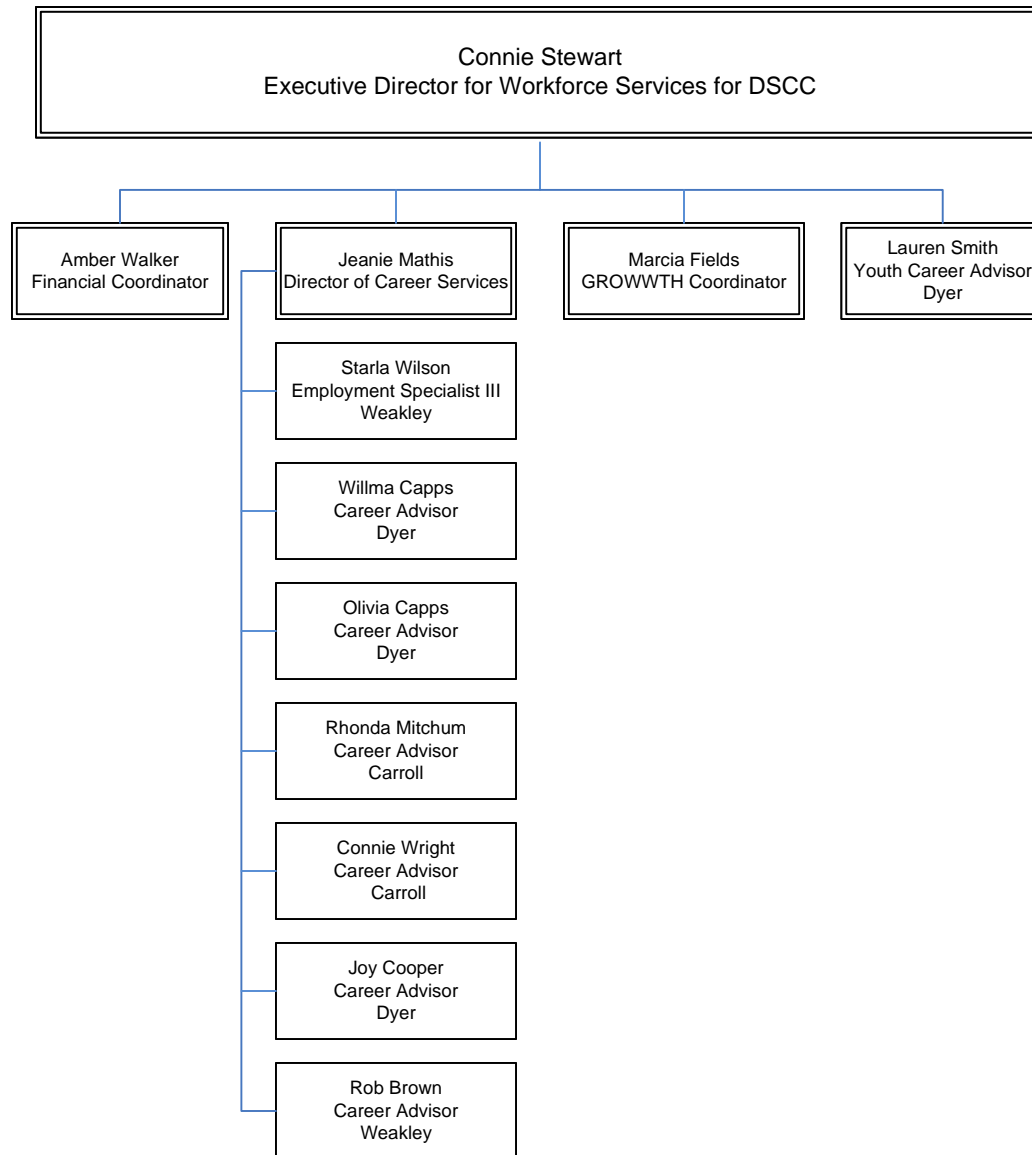 Connie Stewart
Executive Director for Workforce Services for DSCC
Amber Walker
Financial Coordinator
Jeanie Mathis
Director of Career Services
Marcia Fields
GROWWTH Coordinator
Lauren Smith
Youth Career Advisor
Dyer
Starla Wilson
Employment Specialist III
Weakley
Willma Capps
Career Advisor
Dyer
Olivia Capps
Career Advisor
Dyer
Rhonda Mitchum
Career Advisor
Carroll
Connie Wright
Career Advisor
Carroll
Joy Cooper
Career Advisor
Dyer
Rob Brown
Career Advisor
Weakley